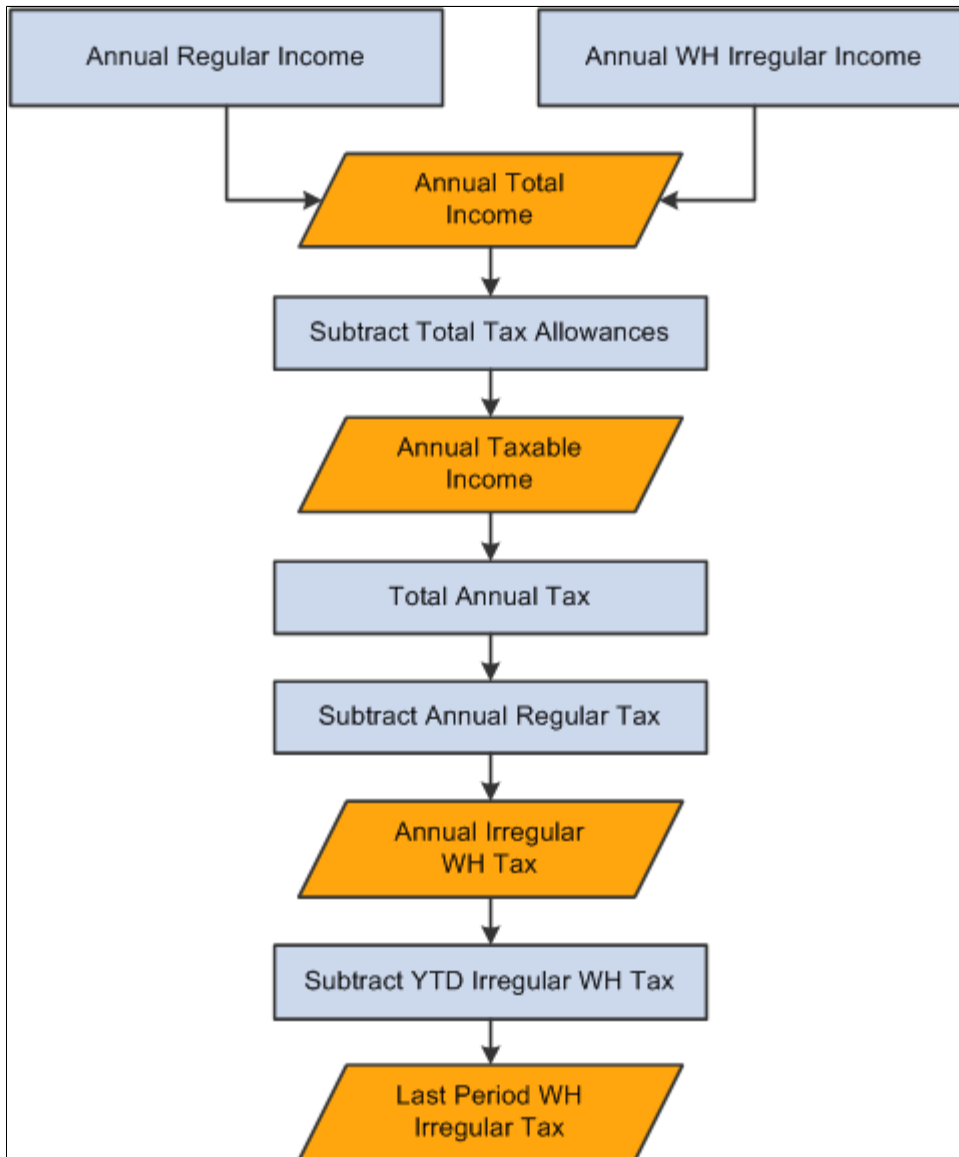 Annual Regular Income
Annual WH Irregular Income
Annual Total
Income
Subtract Total Tax Allowances
Annual Taxable
Income
Total Annual Tax
Subtract Annual Regular Tax
Annual Irregular
WH Tax
Subtract YTD Irregular WH Tax
Last Period WH
Irregular Tax